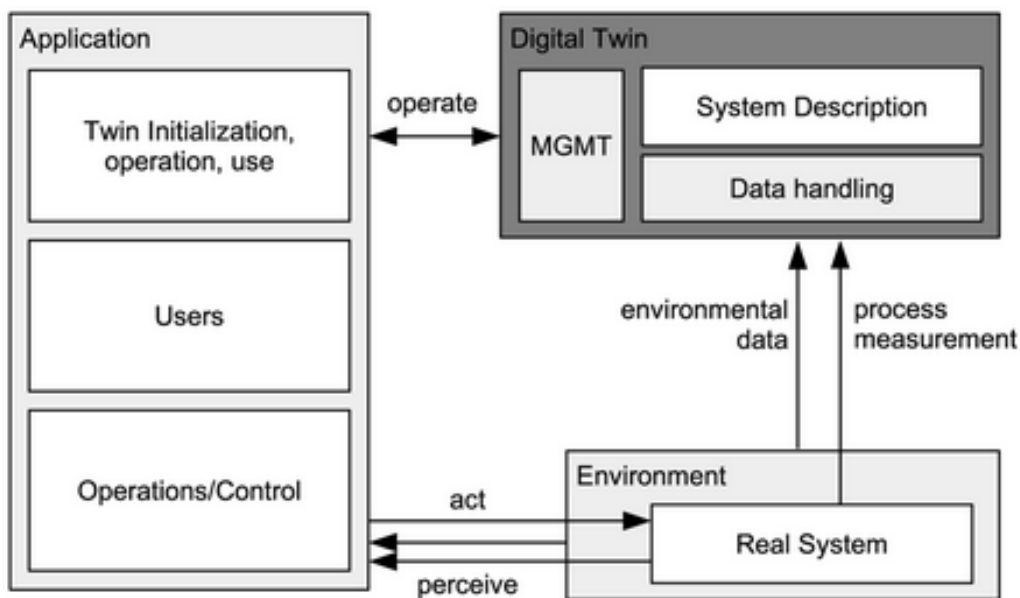 Application
Twin Initialization,
operation, use
Users
Operations/Control
operate
Digital Twin
MGMT
System Description
Data handling
environmental
data
process
measurement
act
perceive
Environment
Real System